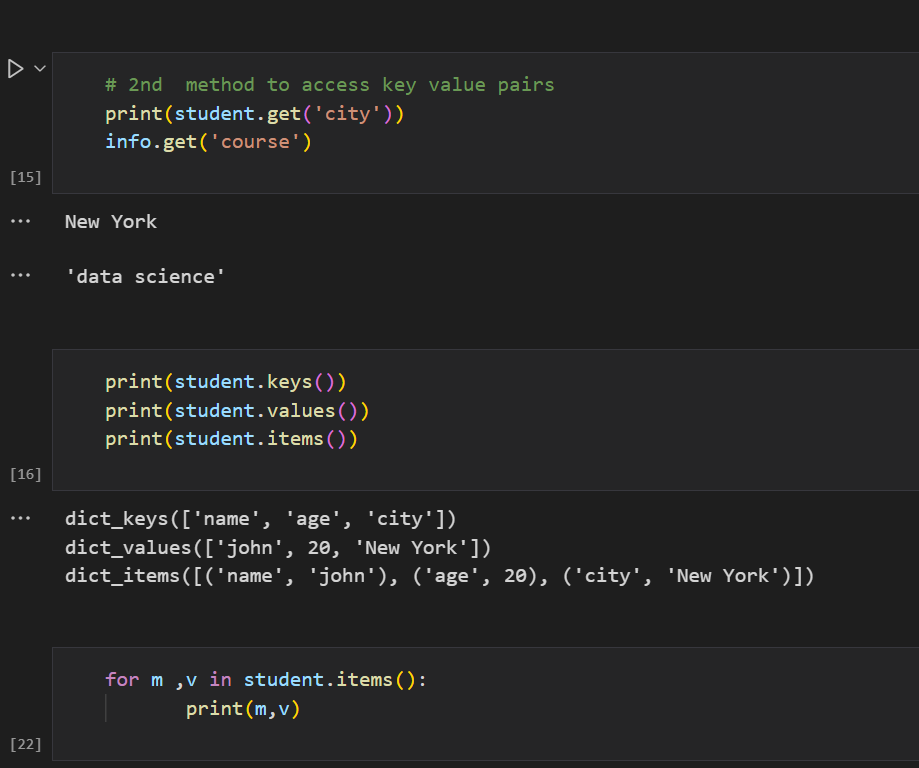 # 2nd  method to access key value pairs
print(student.get('city'))
info.get('course')
[15]
New York
'data science'
print(student.keys())
print(student.values())
print(student.items())
[16]
dict_keys(['name', 'age', 'city'])
dict_values(['john', 20, 'New York'])
dict_items([('name', 'john'), ('age', 20), ('city', 'New York')])
for m ,v in student.items():
       print(m,v)
[22]